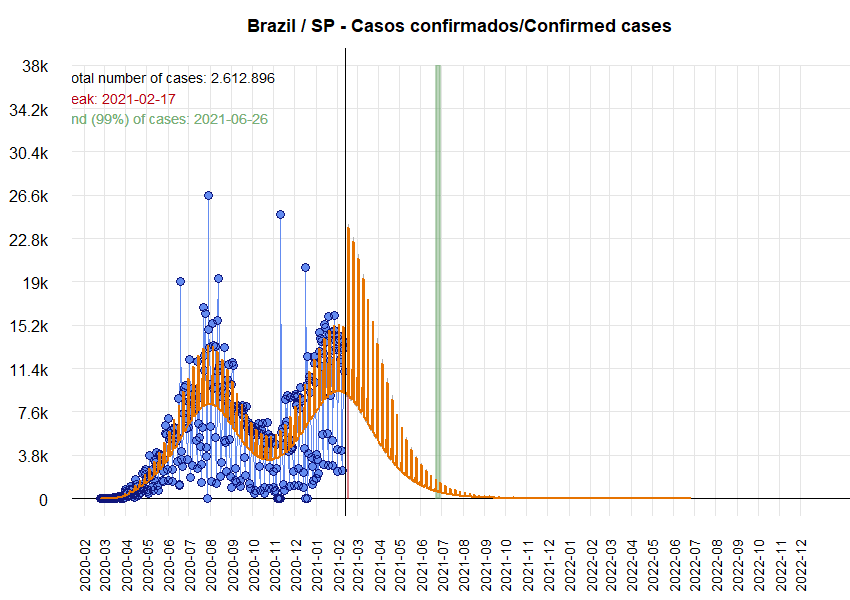 Brazil / SP - Casos confirmados/Confirmed cases
38k
34.2k
30.4k
26.6k
22.8k
19k
15.2k
11.4k
7.6k
3.8k
0
otal number of cases: 2.612.896
eak: 2021-02-17
nd (99%) of cases: 2021-06-26
2020-02
2020-03
2020-04
2020-05
2020-06
2020-07
2020-08
2020-09
2020-10
2020-11
2020-12
2021-01
2021-02
2021-03
2021-04
2021-05
2021-06
2021-07
2021-08
2021-09
2021-10
2021-11
2021-12
2022-01
2022-02
2022-03
2022-04
2022-05
2022-06
2022-07
2022-08
2022-09
2022-10
2022-11
2022-12